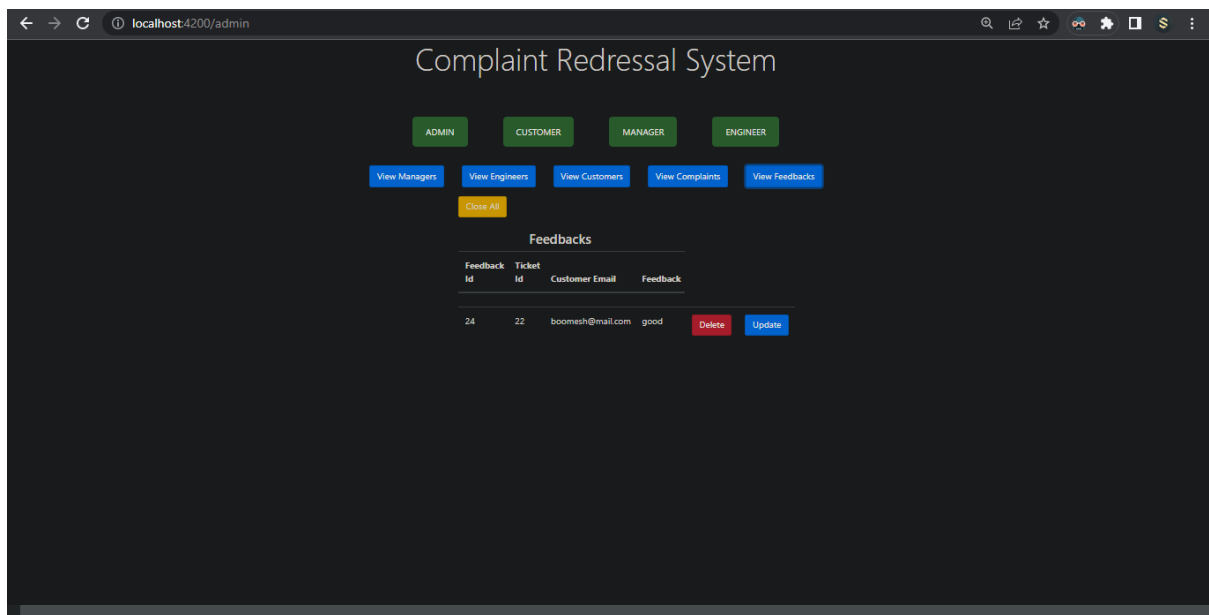 localhost:4200/admin
Complaint Redressal System
ADMIN CUSTOMER MANAGER ENGINEER
View Managers View Engineers View Customers View Complaints View Feedbacks
Close All
Feedbacks
Feedback Ticket
Id Id Customer Email Feedback
24 22 boomesh@mail.com good Delete Update